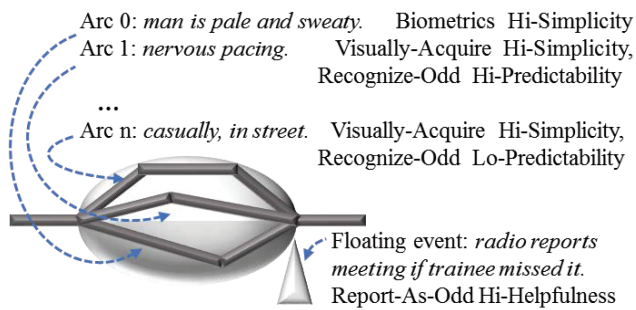 Arc 0: man is pale and sweaty. Biometrics Hi-Simplicity
Arc 1: nervous pacing. Visually-Acquire Hi-Simplicity,
Recognize-Odd Hi-Predictability
...
Arc n: casually, in street. Visually-Acquire Hi-Simplicity,
Recognize-Odd Lo-Predictability
Floating event: radio reports
meeting if trainee missed it.
Report-As-Odd Hi-Helpfulness